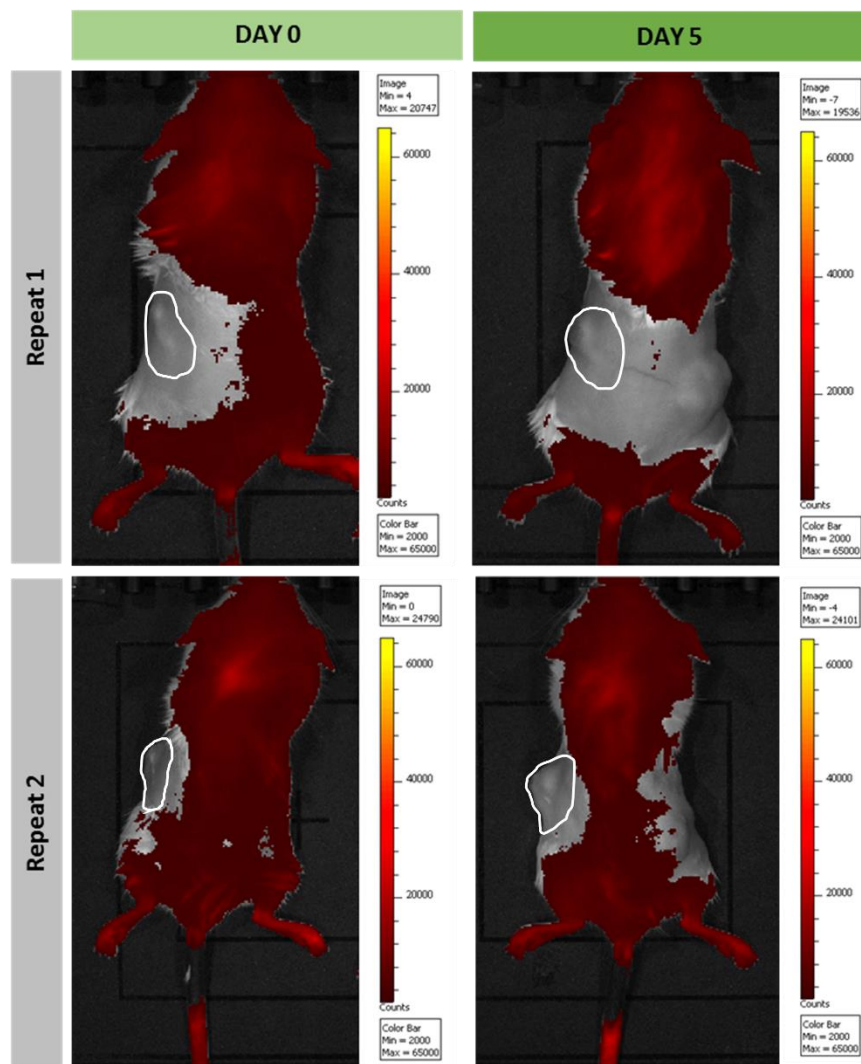 DAY 0
DAY 5
Repeat 1
Image
Min = 4
Max = 20747
60000
40000
20000
Counts
Color Bar
Min = 2000
Max = 65000
Image
Min = -7
Max = 19536
60000
40000
20000
Counts
Color Bar
Min = 2000
Max = 65000
Repeat 2
Image
Min = 0
Max = 24790
60000
40000
20000
Counts
Color Bar
Min = 2000
Max = 65000
Image
Min = -4
Max = 24101
60000
40000
20000
Counts
Color Bar
Min = 2000
Max = 65000